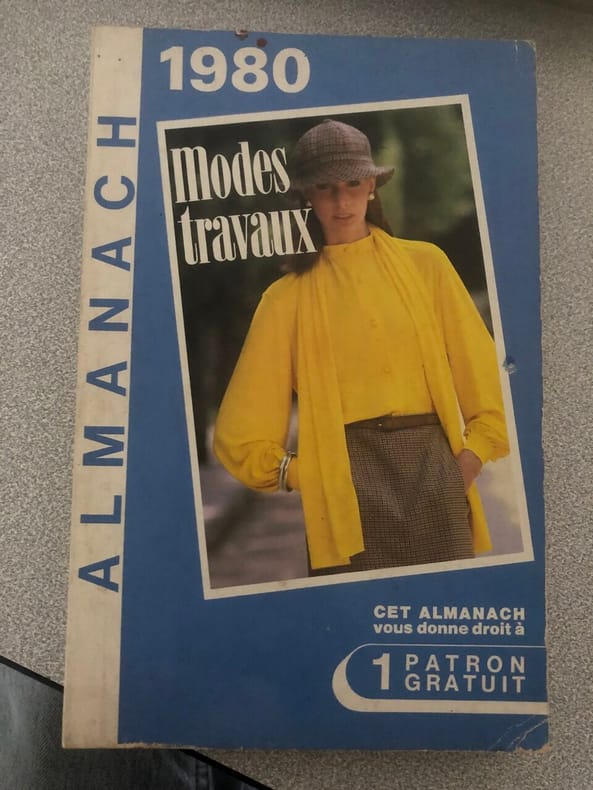 ALMANACH
1980
Modes
travaux
CET ALMANACH
vous donne droit à
1 PATRON
GRATUIT